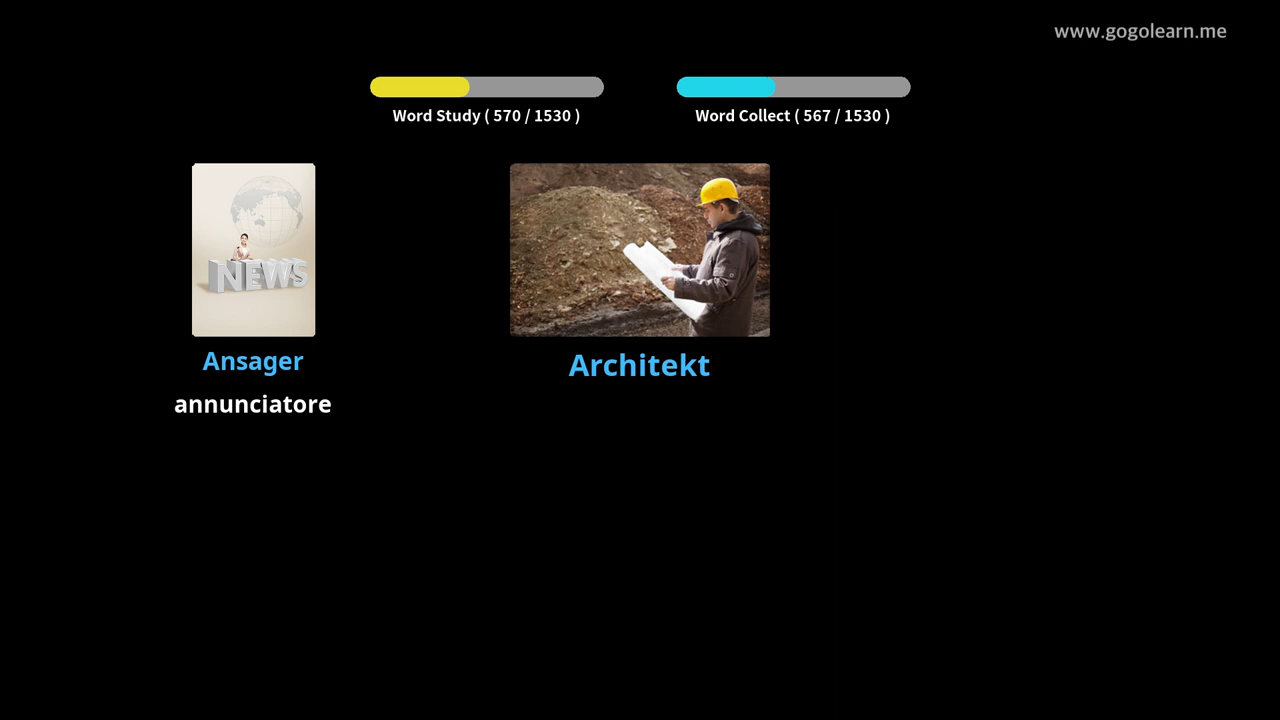 www.gogolearn.me
Word Study ( 570 / 1530 )
Word Collect ( 567 / 1530 )
NEWS
Ansager
annunciatore
Architekt